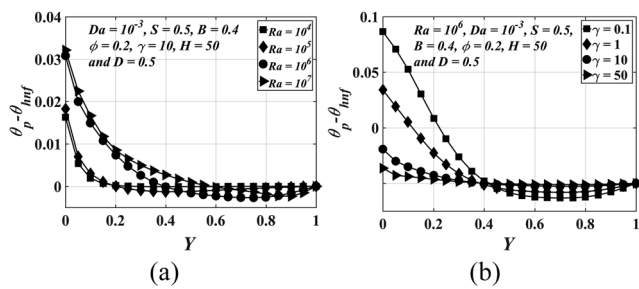 Da = 10⁻³, S = 0.5, B = 0.4
ϕ = 0.2, γ = 10, H = 50
and D = 0.5
Ra = 10⁴
Ra = 10⁵
Ra = 10⁶
Ra = 10⁷
θp-θhnf
0.04
0.03
0.02
0.01
0
0
0.2
0.4
0.6
0.8
1
Y
(a)
Ra = 10⁶, Da = 10⁻³, S = 0.5,
B = 0.4, ϕ = 0.2, H = 50
and D = 0.5
γ = 0.1
γ = 1
γ = 10
γ = 50
θp-θhnf
0.1
0.05
0
0
0.2
0.4
0.6
0.8
1
Y
(b)